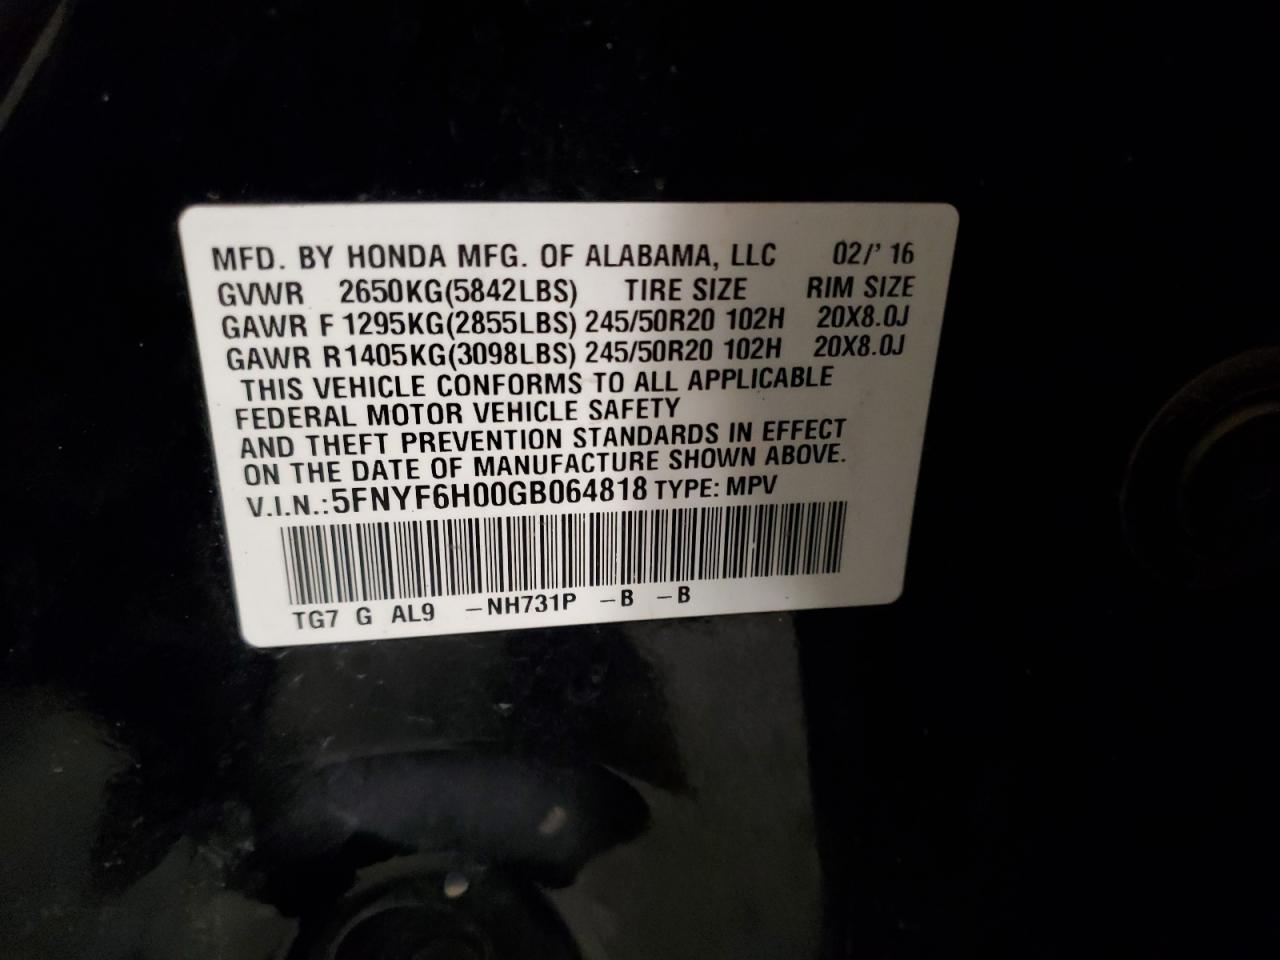 MFD. BY HONDA MFG. OF ALABAMA, LLC 02/' 16
GVWR 2650KG(5842LBS) TIRE SIZE RIM SIZE
GAWR F 1295KG(2855LBS) 245/50R20 102H 20X8.0J
GAWR R1405KG(3098LBS) 245/50R20 102H 20X8.0J
THIS VEHICLE CONFORMS TO ALL APPLICABLE
FEDERAL MOTOR VEHICLE SAFETY
AND THEFT PREVENTION STANDARDS IN EFFECT
ON THE DATE OF MANUFACTURE SHOWN ABOVE.
V.I.N.:5FNYF6H00GB064818 TYPE: MPV
TG7 G AL9 –NH731P –B –B